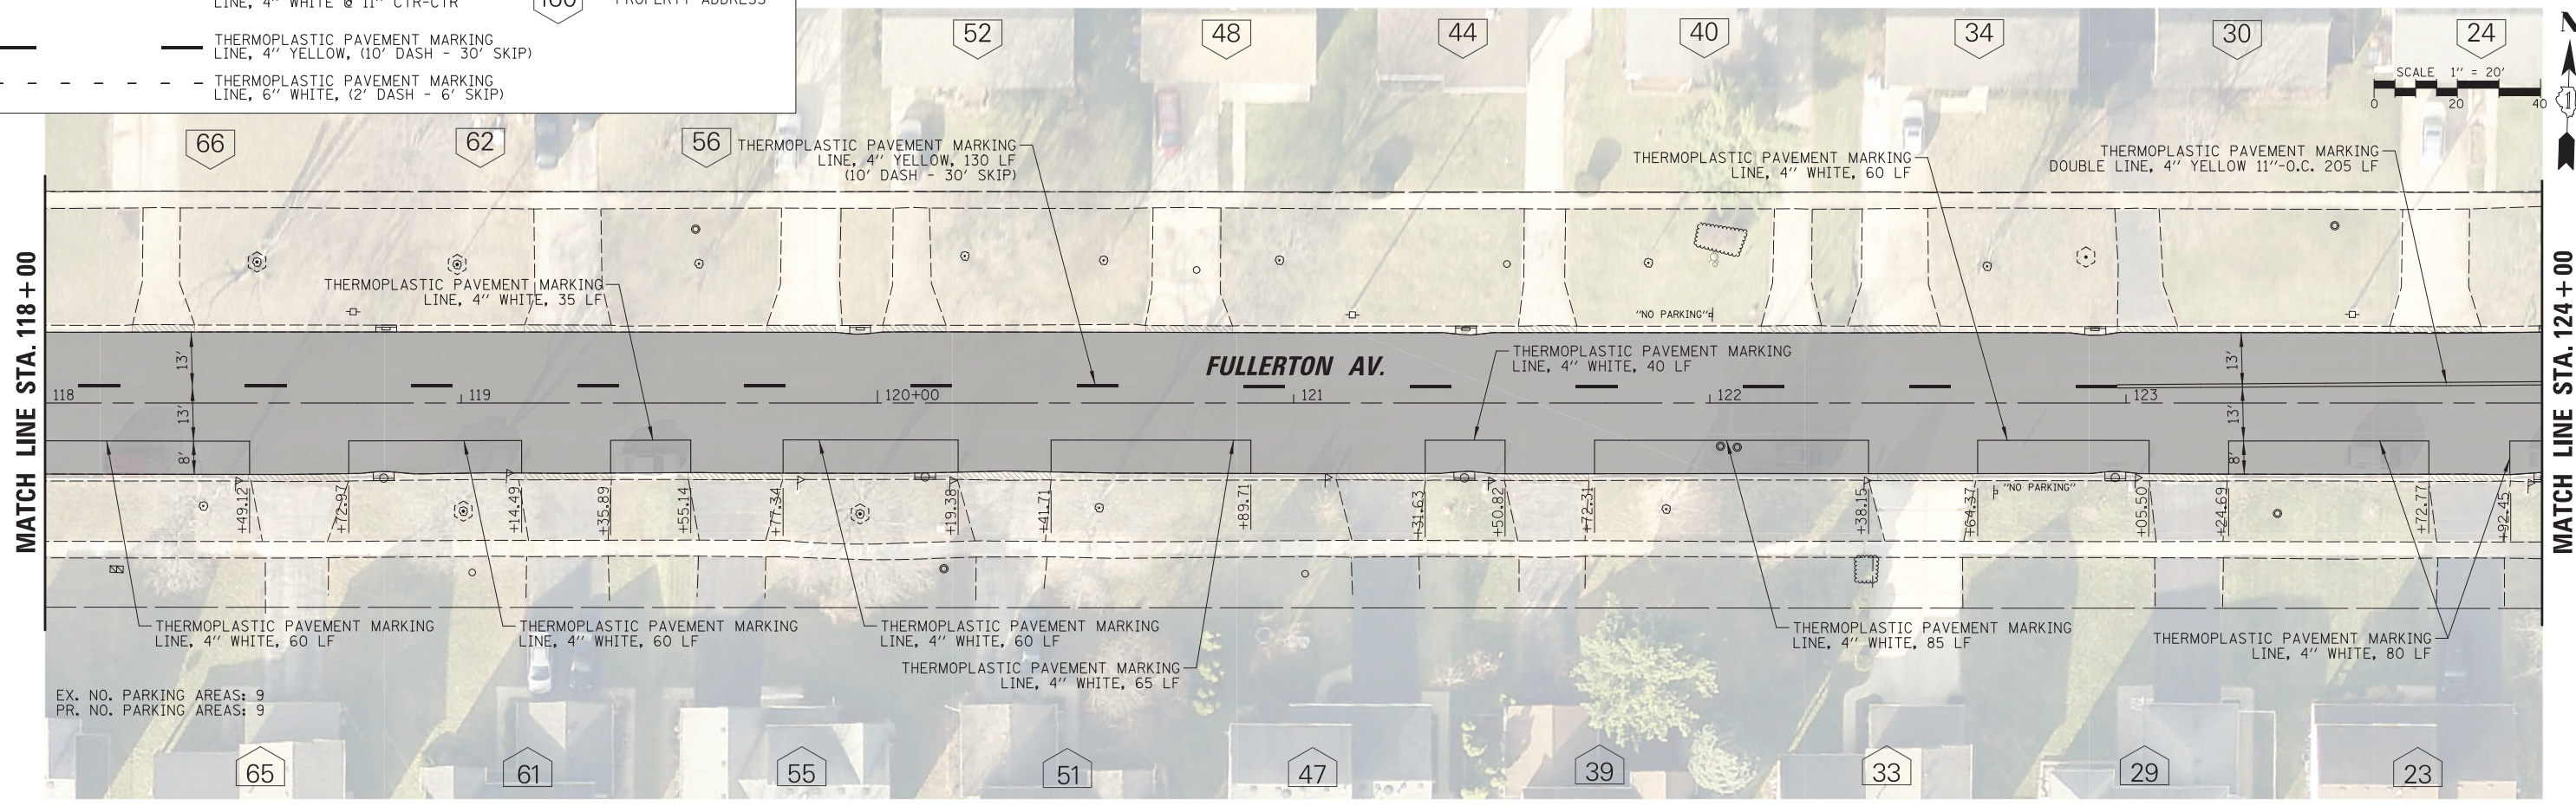 LINE, 4" WHITE @ 11" CTR-CTR
160
PROPERTY ADDRESS
THERMOPLASTIC PAVEMENT MARKING
LINE, 4" YELLOW, (10' DASH - 30' SKIP)
THERMOPLASTIC PAVEMENT MARKING
LINE, 6" WHITE, (2' DASH - 6' SKIP)
52
48
44
40
34
30
24
N
SCALE 1" = 20'
0 20 40
1
66
62
56
THERMOPLASTIC PAVEMENT MARKING
LINE, 4" YELLOW, 130 LF
(10' DASH - 30' SKIP)
THERMOPLASTIC PAVEMENT MARKING
LINE, 4" WHITE, 60 LF
THERMOPLASTIC PAVEMENT MARKING
DOUBLE LINE, 4" YELLOW 11"-O.C. 205 LF
THERMOPLASTIC PAVEMENT MARKING
LINE, 4" WHITE, 35 LF
"NO PARKING"
MATCH LINE STA. 118+00
MATCH LINE STA. 124+00
FULLERTON AV.
THERMOPLASTIC PAVEMENT MARKING
LINE, 4" WHITE, 40 LF
13'
13'
8'
13'
13'
8'
118
119
120+00
121
122
123
+49.12
+72.97
+14.49
+35.89
+55.14
+77.34
+19.38
+41.71
+89.71
+31.63
+50.82
+72.31
+38.15
+64.37
"NO PARKING"
+05.50
+24.69
+72.77
+92.45
THERMOPLASTIC PAVEMENT MARKING
LINE, 4" WHITE, 60 LF
THERMOPLASTIC PAVEMENT MARKING
LINE, 4" WHITE, 60 LF
THERMOPLASTIC PAVEMENT MARKING
LINE, 4" WHITE, 60 LF
THERMOPLASTIC PAVEMENT MARKING
LINE, 4" WHITE, 65 LF
THERMOPLASTIC PAVEMENT MARKING
LINE, 4" WHITE, 85 LF
THERMOPLASTIC PAVEMENT MARKING
LINE, 4" WHITE, 80 LF
EX. NO. PARKING AREAS: 9
PR. NO. PARKING AREAS: 9
65
61
55
51
47
39
33
29
23